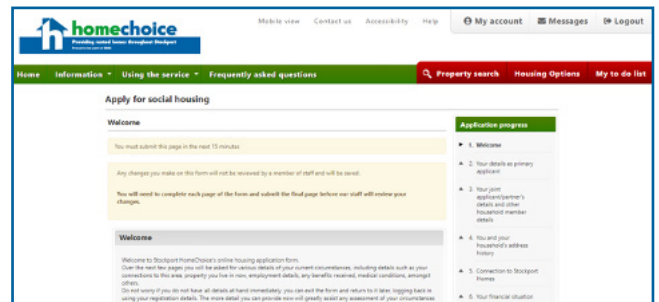 homechoice
Providing rented homes throughout Stockport
Mobile view Contact us Accessibility Help My account Messages Logout
Home Information Using the service Frequently asked questions Property search Housing Options My to do list
Apply for social housing
Welcome
You must submit this page in the next 15 minutes
Any changes you make on this form will not be reviewed by a member of staff and will be saved.
You will need to complete each page of the form and submit the final page before our staff will review your
changes.
Welcome
Welcome to Stockport HomeChoice's online housing application form.
Over the next few pages you will be asked for various details of your current circumstances, including details such as your
connections to this area, property you live in now, employment details, any benefits received, medical conditions, amongst
others.
Do not worry if you do not have all details at hand immediately, you can exit the form and return to it later, logging back in
using your registration details. The more detail you can provide now will greatly assist any assessment of your circumstances
Application progress
1. Welcome
2. Your details as primary
applicant
3. Your joint
applicant/partner's
details and other
household member
details
4. You and your
household's address
history
5. Connection to Stockport
Homes
6. Your financial situation